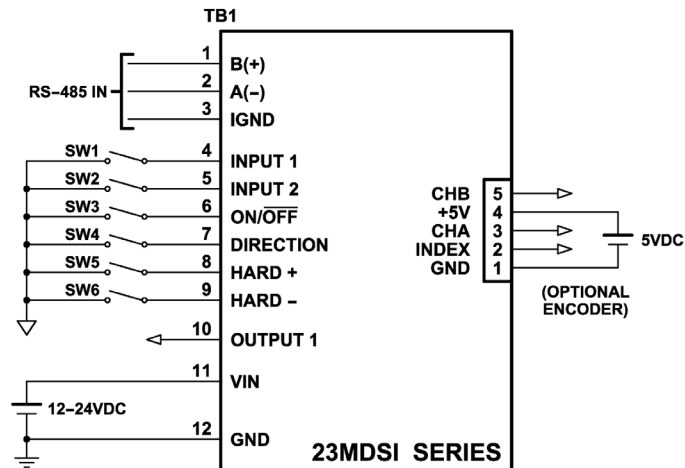 TB1
RS-485 IN
1 B(+)
2 A(-)
3 IGND
SW1 4 INPUT 1
SW2 5 INPUT 2
SW3 6 ON/OFF
SW4 7 DIRECTION
SW5 8 HARD +
SW6 9 HARD -
10 OUTPUT 1
11 VIN
12-24VDC
12 GND
CHB 5
+5V 4
CHA 3
INDEX 2
GND 1
5VDC
(OPTIONAL
ENCODER)
23MDSI SERIES